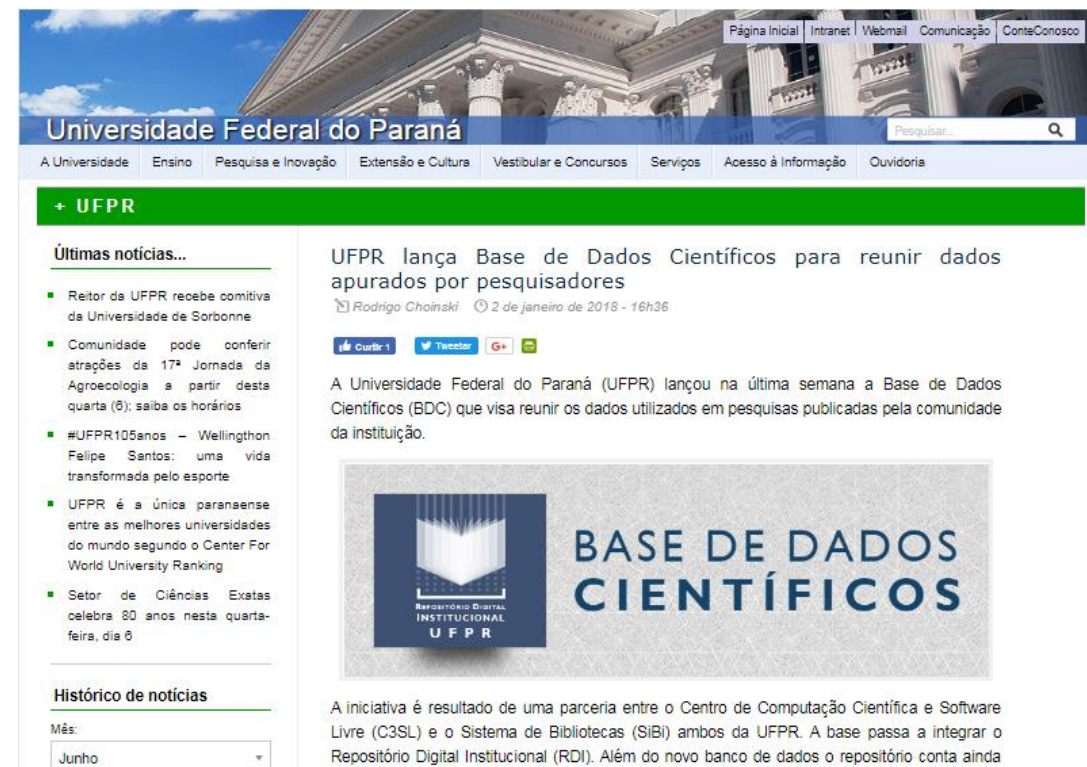 Página Inicial Intranet Webmail Comunicação ConteConosco
Universidade Federal do Paraná
Pesquisar...
A Universidade Ensino Pesquisa e Inovação Extensão e Cultura Vestibular e Concursos Serviços Acesso à Informação Ouvidoria
+ UFPR
Últimas notícias...
Reitor da UFPR recebe comitiva
da Universidade de Sorbonne
Comunidade pode conferir
atrações da 17ª Jornada da
Agroecologia a partir desta
quarta (6); saiba os horários
#UFPR105anos – Wellingthon
Felipe Santos: uma vida
transformada pelo esporte
UFPR é a única paranaense
entre as melhores universidades
do mundo segundo o Center For
World University Ranking
Setor de Ciências Exatas
celebra 80 anos nesta quarta-
feira, dia 6
Histórico de notícias
Mês:
Junho
UFPR lança Base de Dados Científicos para reunir dados
apurados por pesquisadores
Rodrigo Choinski 2 de janeiro de 2018 - 16h36
Curtir 1 Tweetar G+
A Universidade Federal do Paraná (UFPR) lançou na última semana a Base de Dados
Científicos (BDC) que visa reunir os dados utilizados em pesquisas publicadas pela comunidade
da instituição.
REPOSITÓRIO DIGITAL
INSTITUCIONAL
UFPR
BASE DE DADOS
CIENTÍFICOS
A iniciativa é resultado de uma parceria entre o Centro de Computação Científica e Software
Livre (C3SL) e o Sistema de Bibliotecas (SiBi) ambos da UFPR. A base passa a integrar o
Repositório Digital Institucional (RDI). Além do novo banco de dados o repositório conta ainda